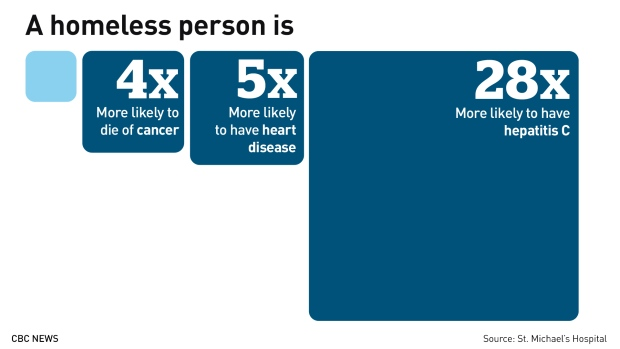 A homeless person is
4x
More likely to
die of cancer
5x
More likely
to have heart
disease
28x
More likely to have
hepatitis C
CBC NEWS
Source: St. Michael's Hospital